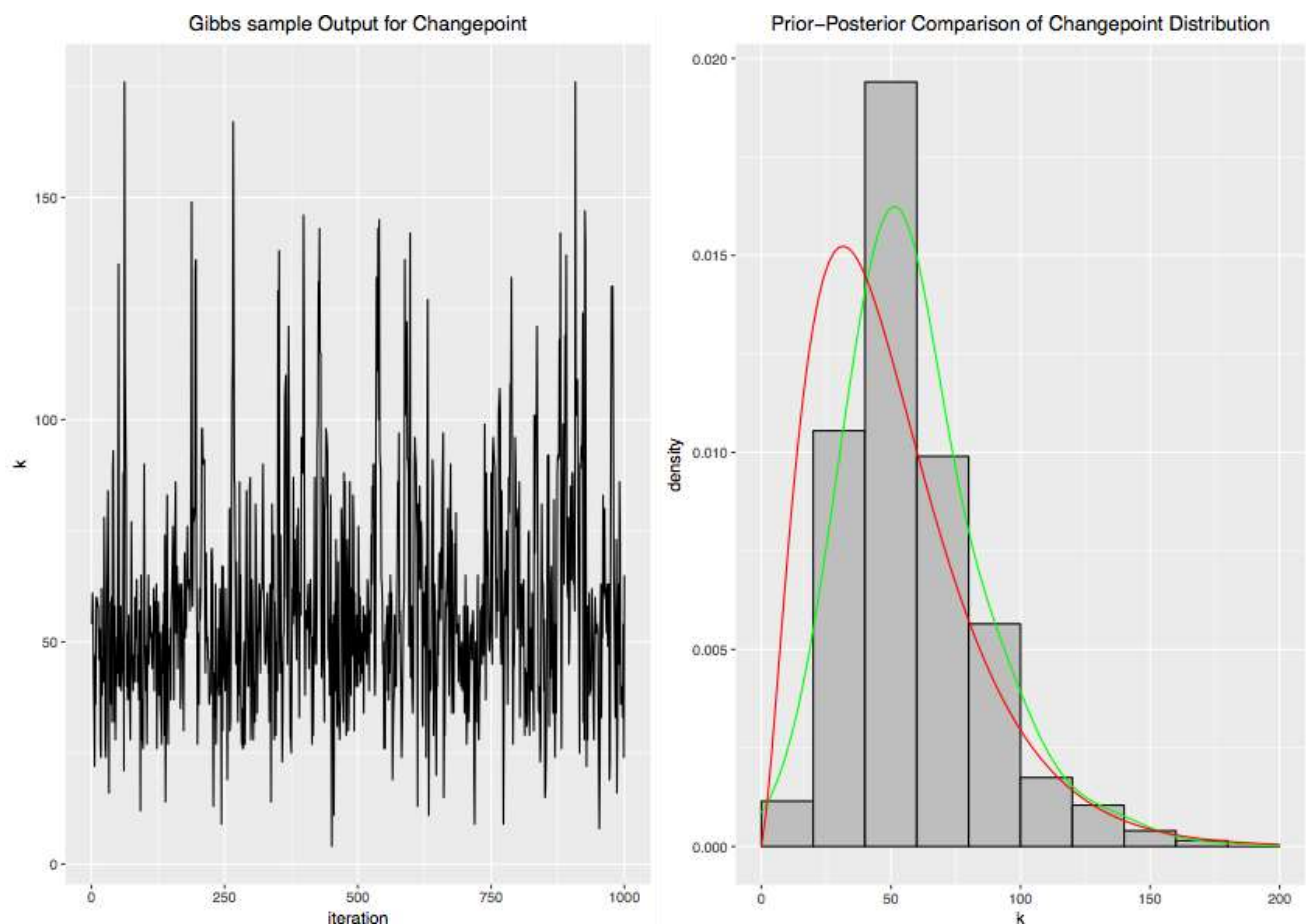 Gibbs sample Output for Changepoint
150
100
50
0
k
0 250 500 750 1000
iteration
Prior−Posterior Comparison of Changepoint Distribution
0.020
0.015
0.010
0.005
0.000
density
0 50 100 150 200
k